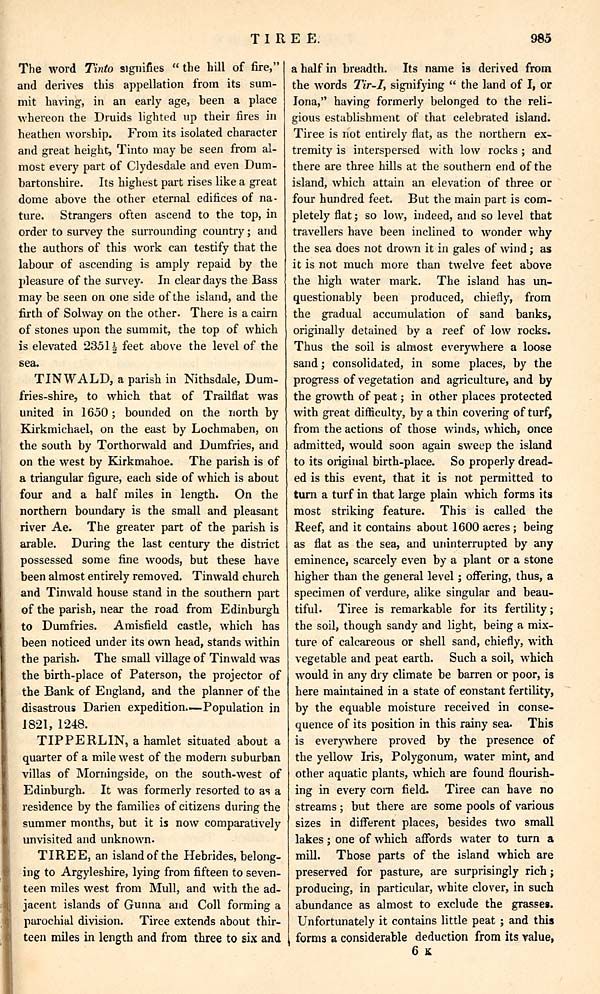 TIREE.
985
The word Tinto signifies “ the hill of fire,”
and derives this appellation from its sum-
mit having, in an early age, been a place
whereon the Druids lighted up their fires in
heathen worship. From its isolated character
and great height, Tinto may be seen from al-
most every part of Clydesdale and even Dum-
bartonshire. Its highest part rises like a great
dome above the other eternal edifices of na-
ture. Strangers often ascend to the top, in
order to survey the surrounding country; and
the authors of this work can testify that the
labour of ascending is amply repaid by the
pleasure of the survey. In clear days the Bass
may be seen on one side of the island, and the
firth of Solway on the other. There is a cairn
of stones upon the summit, the top of which
is elevated 2351½ feet above the level of the
sea.
TINWALD, a parish in Nithsdale, Dum-
fries-shire, to which that of Trailflat was
united in 1650; bounded on the north by
Kirkmichael, on the east by Lochmaben, on
the south by Torthorwald and Dumfries, and
on the west by Kirkmahoe. The parish is of
a triangular figure, each side of which is about
four and a half miles in length. On the
northern boundary is the small and pleasant
river Ae. The greater part of the parish is
arable. During the last century the district
possessed some fine woods, but these have
been almost entirely removed. Tinwald church
and Tinwald house stand in the southern part
of the parish, near the road from Edinburgh
to Dumfries. Amisfield castle, which has
been noticed under its own head, stands within
the parish. The small village of Tinwald was
the birth-place of Paterson, the projector of
the Bank of England, and the planner of the
disastrous Darien expedition.—Population in
1821, 1248.
TIPPERLIN, a hamlet situated about a
quarter of a mile west of the modern suburban
villas of Morningside, on the south-west of
Edinburgh. It was formerly resorted to as a
residence by the families of citizens during the
summer months, but it is now comparatively
unvisited and unknown.
TIREE, an island of the Hebrides, belong-
ing to Argyleshire, lying from fifteen to seven-
teen miles west from Mull, and with the ad-
jacent islands of Gunna and Coll forming a
parochial division. Tiree extends about thir-
teen miles in length and from three to six and
a half in breadth. Its name is derived from
the words Tir-I, signifying “ the land of I, or
Iona,” having formerly belonged to the reli-
gious establishment of that celebrated island.
Tiree is not entirely flat, as the northern ex-
tremity is interspersed with low rocks; and
there are three hills at the southern end of the
island, which attain an elevation of three or
four hundred feet. But the main part is com-
pletely flat; so low, indeed, and so level that
travellers have been inclined to wonder why
the sea does not drown it in gales of wind; as
it is not much more than twelve feet above
the high water mark. The island has un-
questionably been produced, chiefly, from
the gradual accumulation of sand banks,
originally detained by a reef of low rocks.
Thus the soil is almost everywhere a loose
sand; consolidated, in some places, by the
progress of vegetation and agriculture, and by
the growth of peat; in other places protected
with great difficulty, by a thin covering of turf,
from the actions of those winds, which, once
admitted, would soon again sweep the island
to its original birth-place. So properly dread-
ed is this event, that it is not permitted to
turn a turf in that large plain which forms its
most striking feature. This is called the
Reef, and it contains about 1600 acres; being
as flat as the sea, and uninterrupted by any
eminence, scarcely even by a plant or a stone
higher than the general level; offering, thus, a
specimen of verdure, alike singular and beau-
tiful. Tiree is remarkable for its fertility;
the soil, though sandy and light, being a mix-
ture of calcareous or shell sand, chiefly, with
vegetable and peat earth. Such a soil, which
would in any dry climate be barren or poor, is
here maintained in a state of constant fertility,
by the equable moisture received in conse-
quence of its position in this rainy sea. This
is everywhere proved by the presence of
the yellow Iris, Polygonum, water mint, and
other aquatic plants, which are found flourish-
ing in every corn field. Tiree can have no
streams; but there are some pools of various
sizes in different places, besides two small
lakes; one of which affords water to turn a
mill. Those parts of the island which are
preserved for pasture, are surprisingly rich;
producing, in particular, white clover, in such
abundance as almost to exclude the grasses.
Unfortunately it contains little peat; and this
forms a considerable deduction from its value,
6 K